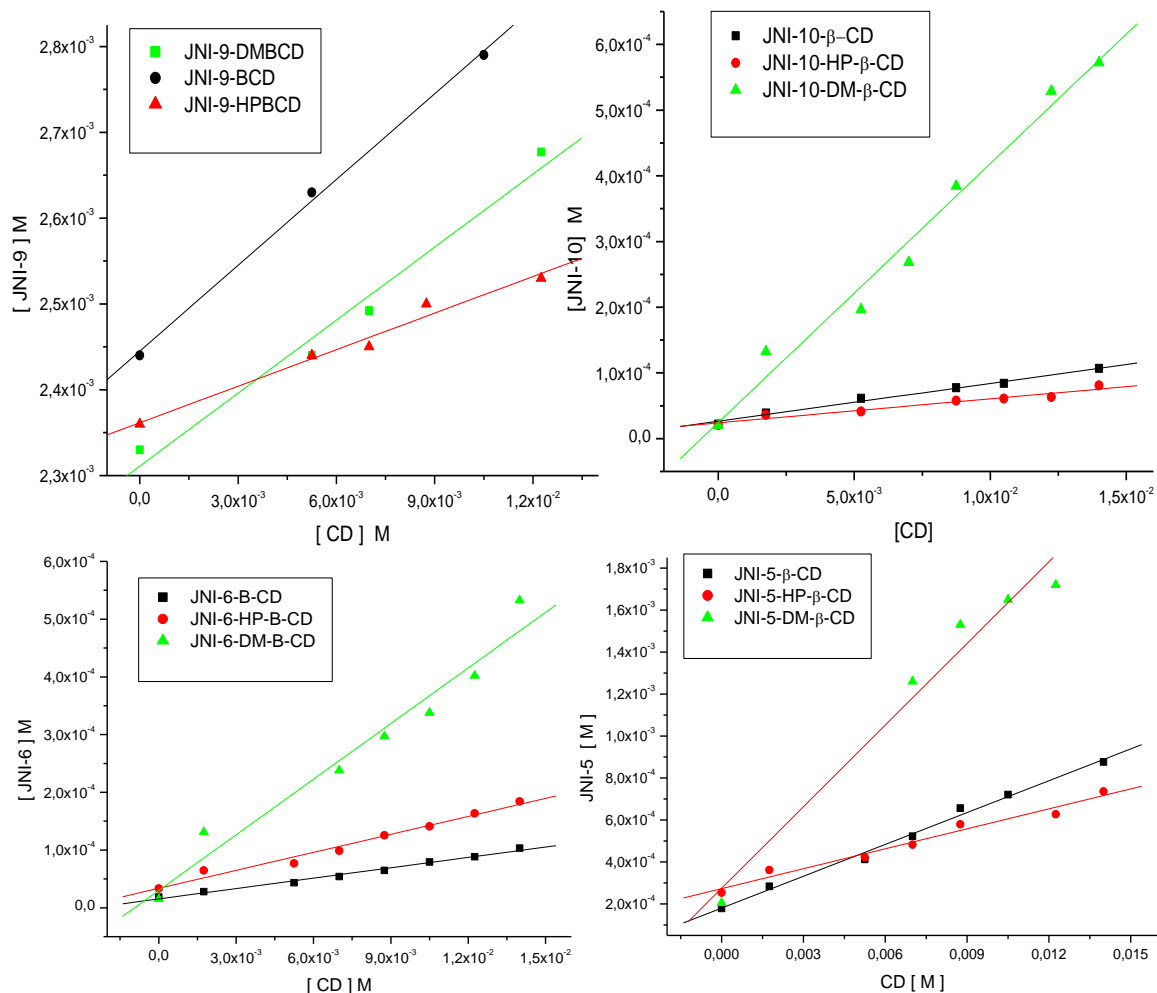 JNI-9-DMBCD
JNI-9-BCD
JNI-9-HPBCD
2,8x10⁻³
2,7x10⁻³
2,6x10⁻³
2,5x10⁻³
2,4x10⁻³
2,3x10⁻³
[ JNI-9 ] M
0,0
3,0x10⁻³
6,0x10⁻³
9,0x10⁻³
1,2x10⁻²
[ CD ] M
JNI-10-β–CD
JNI-10-HP-β-CD
JNI-10-DM-β-CD
6,0x10⁻⁴
5,0x10⁻⁴
4,0x10⁻⁴
3,0x10⁻⁴
2,0x10⁻⁴
1,0x10⁻⁴
0,0
[JNI-10] M
0,0
5,0x10⁻³
1,0x10⁻²
1,5x10⁻²
[CD]
JNI-6-B-CD
JNI-6-HP-B-CD
JNI-6-DM-B-CD
6,0x10⁻⁴
5,0x10⁻⁴
4,0x10⁻⁴
3,0x10⁻⁴
2,0x10⁻⁴
1,0x10⁻⁴
0,0
[ JNI-6 ] M
0,0
3,0x10⁻³
6,0x10⁻³
9,0x10⁻³
1,2x10⁻²
1,5x10⁻²
[ CD ] M
JNI-5-β-CD
JNI-5-HP-β-CD
JNI-5-DM-β-CD
1,8x10⁻³
1,6x10⁻³
1,4x10⁻³
1,2x10⁻³
1,0x10⁻³
8,0x10⁻⁴
6,0x10⁻⁴
4,0x10⁻⁴
2,0x10⁻⁴
JNI-5 [ M ]
0,000
0,003
0,006
0,009
0,012
0,015
CD [ M ]